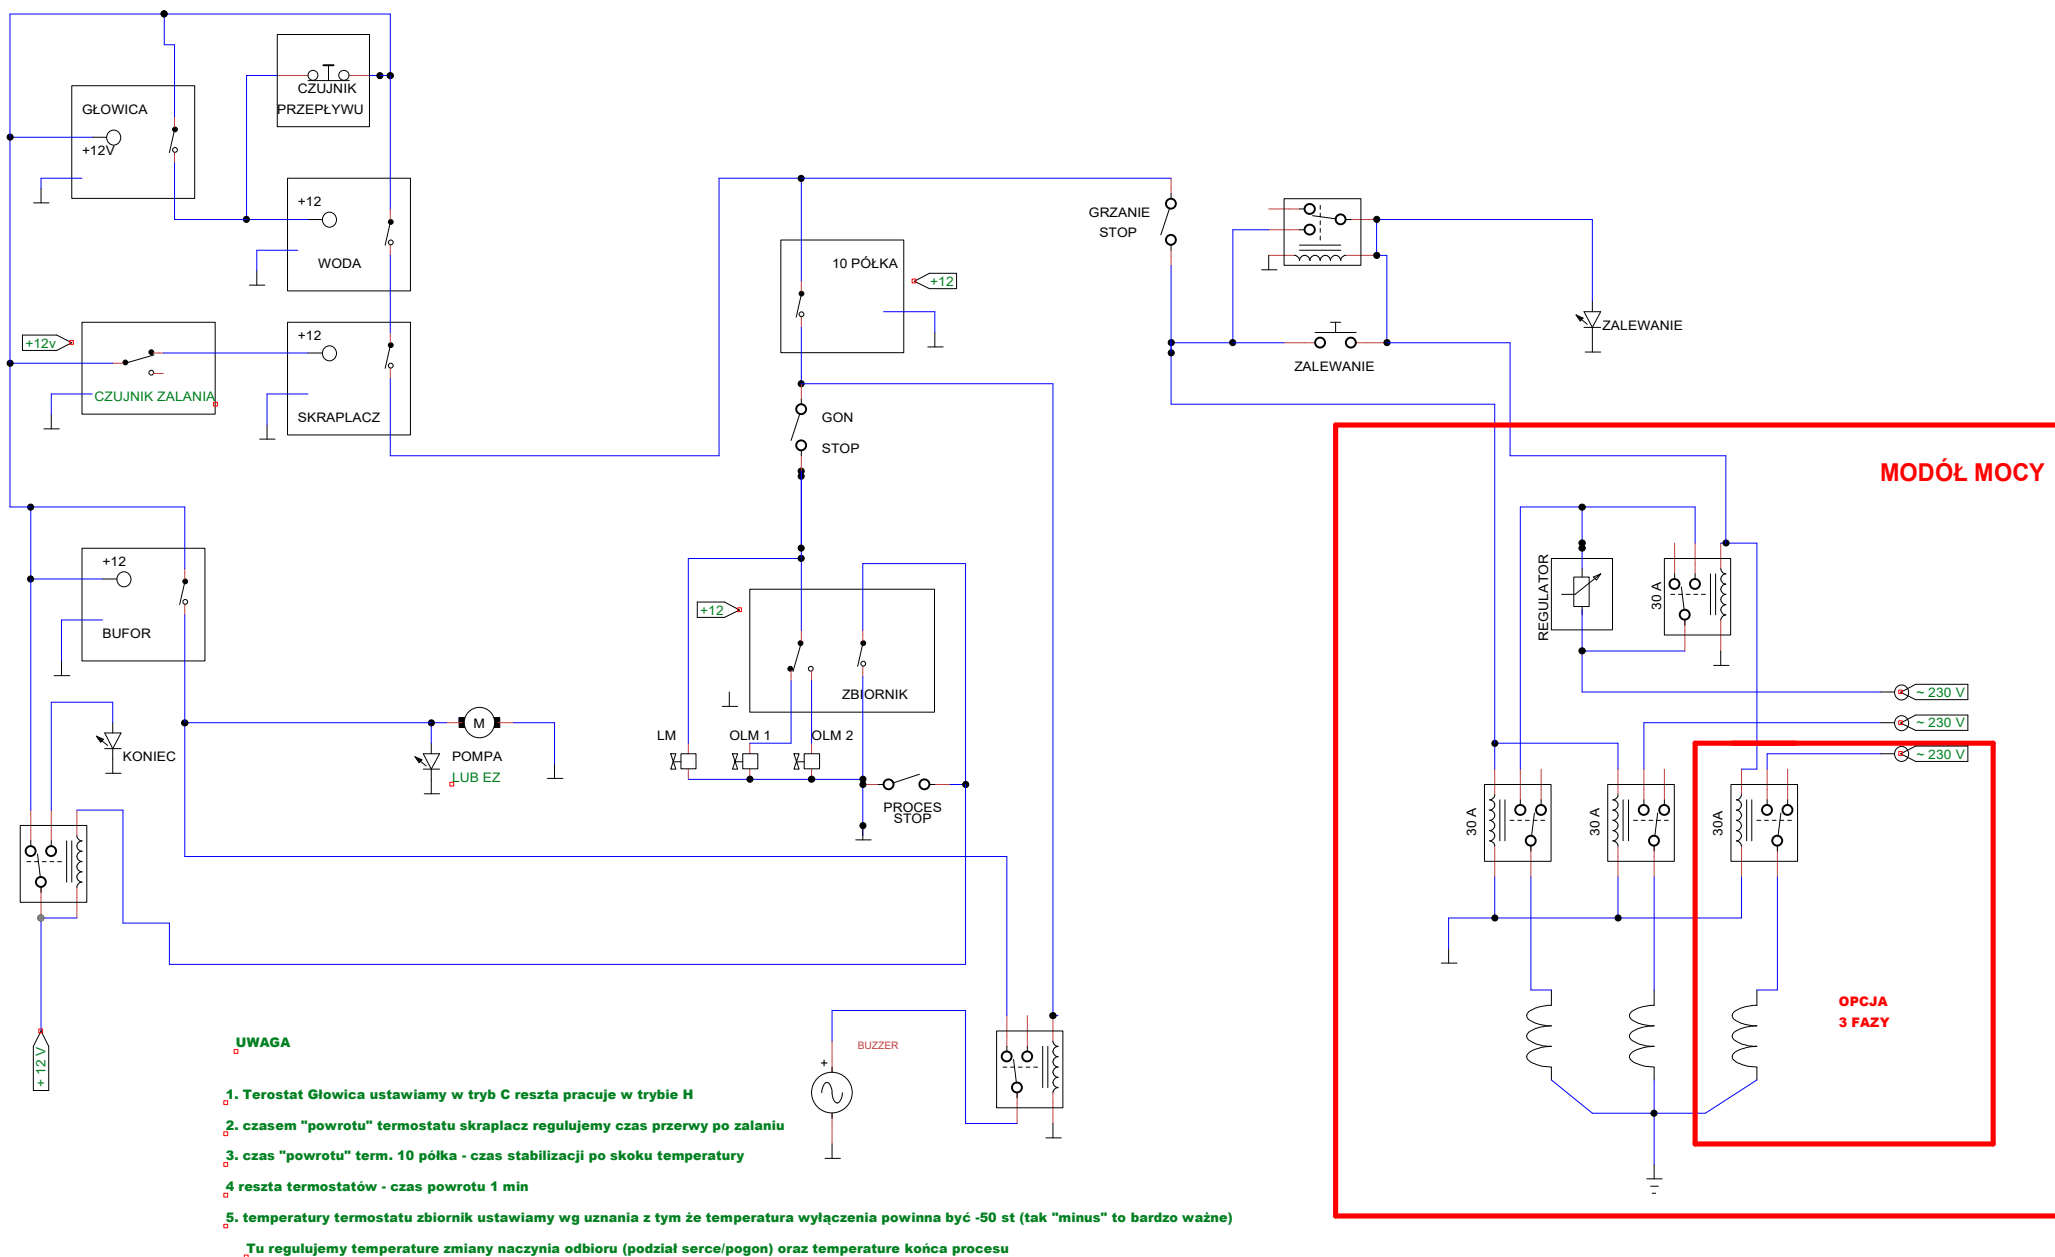 CZUJNIK
PRZEPŁYWU
GŁOWICA
+12V
+12
WODA
+12v
CZUJNIK ZALANIA
+12
SKRAPLACZ
10 PÓŁKA
+12
GRZANIE
STOP
ZALEWANIE
ZALEWANIE
GON
STOP
MODÓŁ MOCY
+12
BUFOR
+12
ZBIORNIK
REGULATOR
30 A
~ 230 V
~ 230 V
~ 230 V
KONIEC
M
POMPA
LUB EZ
LM
OLM 1
OLM 2
PROCES
STOP
30 A
30 A
30A
OPCJA
3 FAZY
+ 12 V
BUZZER
+
UWAGA
1. Terostat Głowica ustawiamy w tryb C reszta pracuje w trybie H
2. czasem "powrotu" termostatu skraplacz regulujemy czas przerwy po zalaniu
3. czas "powrotu" term. 10 półka - czas stabilizacji po skoku temperatury
4 reszta termostatów - czas powrotu 1 min
5. temperatury termostatu zbiornik ustawiamy wg uznania z tym że temperatura wyłączenia powinna być -50 st (tak "minus" to bardzo ważne)
Tu regulujemy temperature zmiany naczynia odbioru (podział serce/pogon) oraz temperature końca procesu